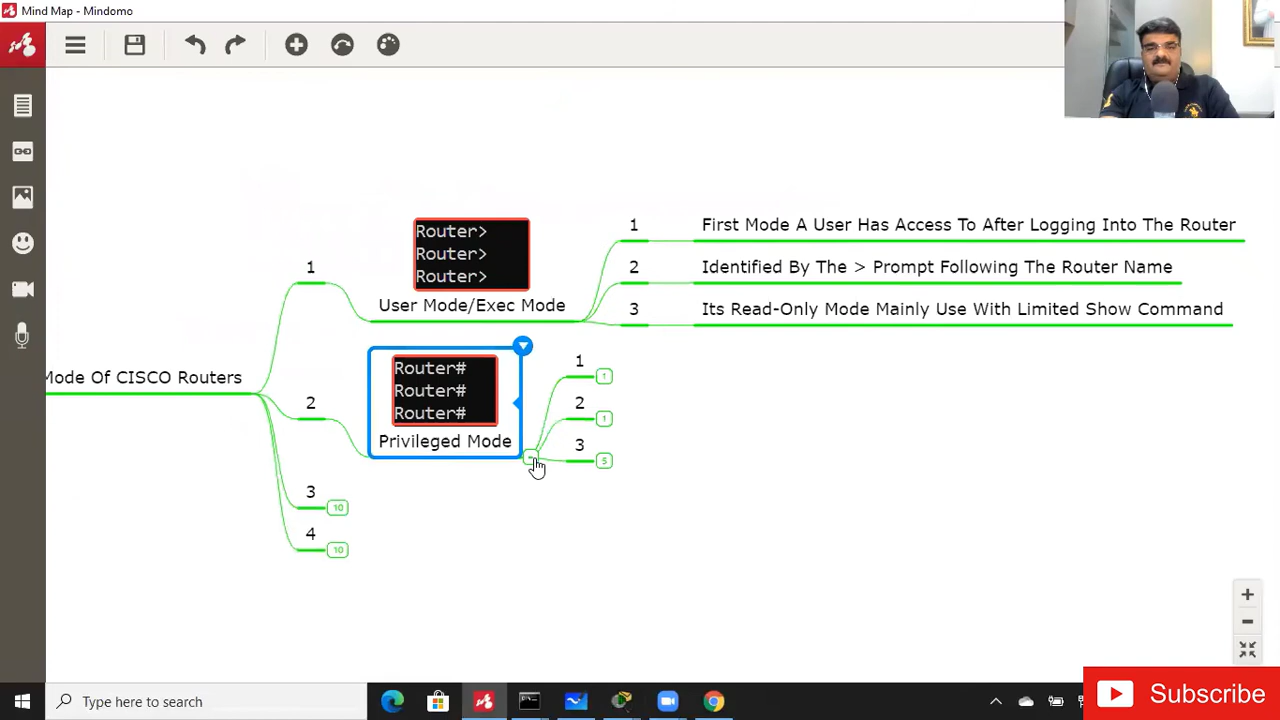 Mind Map - Mindomo
Router>
Router>
Router>
User Mode/Exec Mode
1
1
First Mode A User Has Access To After Logging Into The Router
2
Identified By The > Prompt Following The Router Name
3
Its Read-Only Mode Mainly Use With Limited Show Command
Mode Of CISCO Routers
2
Router#
Router#
Router#
Privileged Mode
1
1
2
1
3
5
3
10
4
10
Type here to search
Subscribe